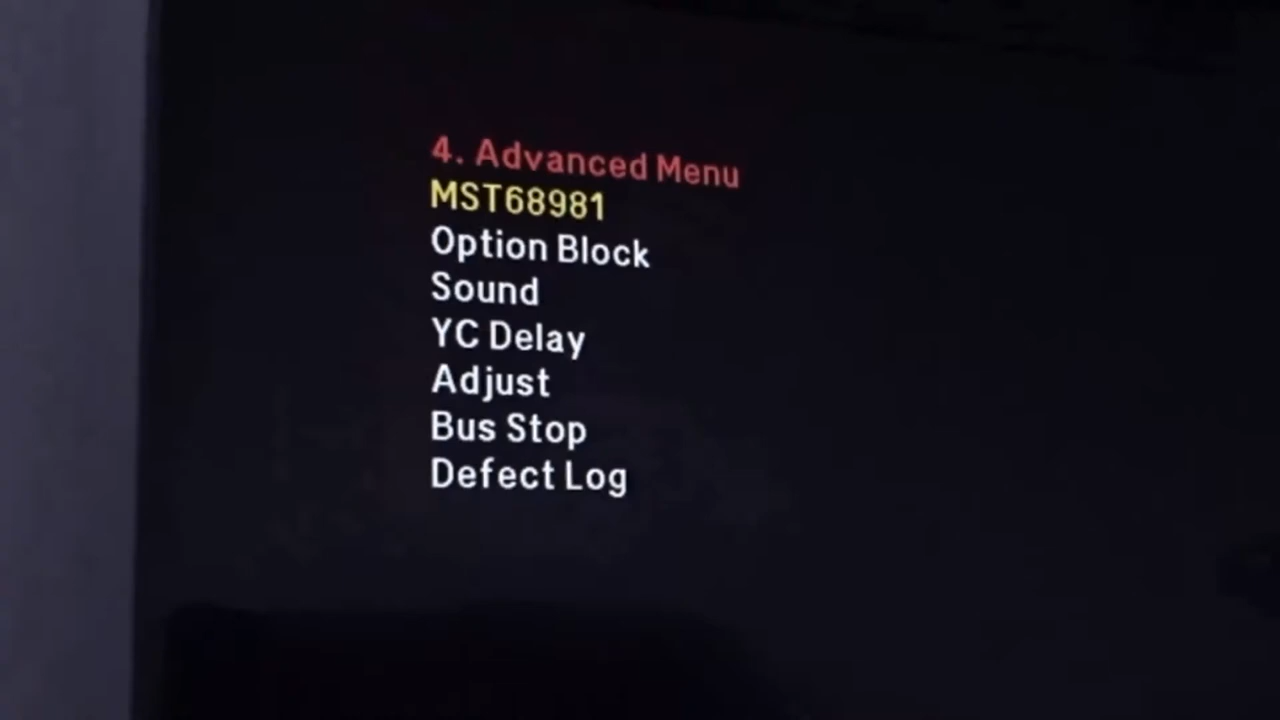 4. Advanced Menu
MST68981
Option Block
Sound
YC Delay
Adjust
Bus Stop
Defect Log